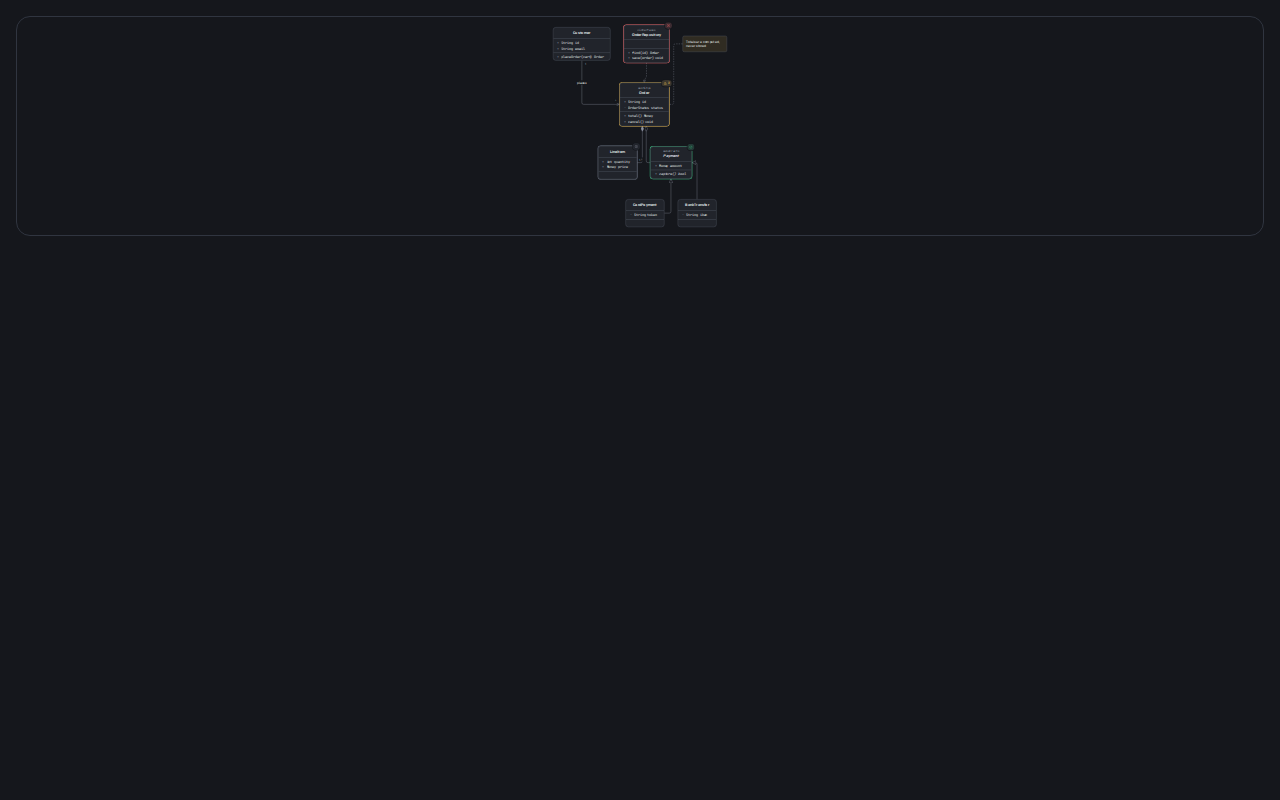 Customer
String id
String email
placeOrder(cart) Order
OrderRepository
find(id) Order
save(order) void
places
Order
String id
OrderStatus status
total() Money
cancel() void
LineItem
int quantity
Money price
Payment
Money amount
capture() bool
CardPayment
String token
BankTransfer
String iban